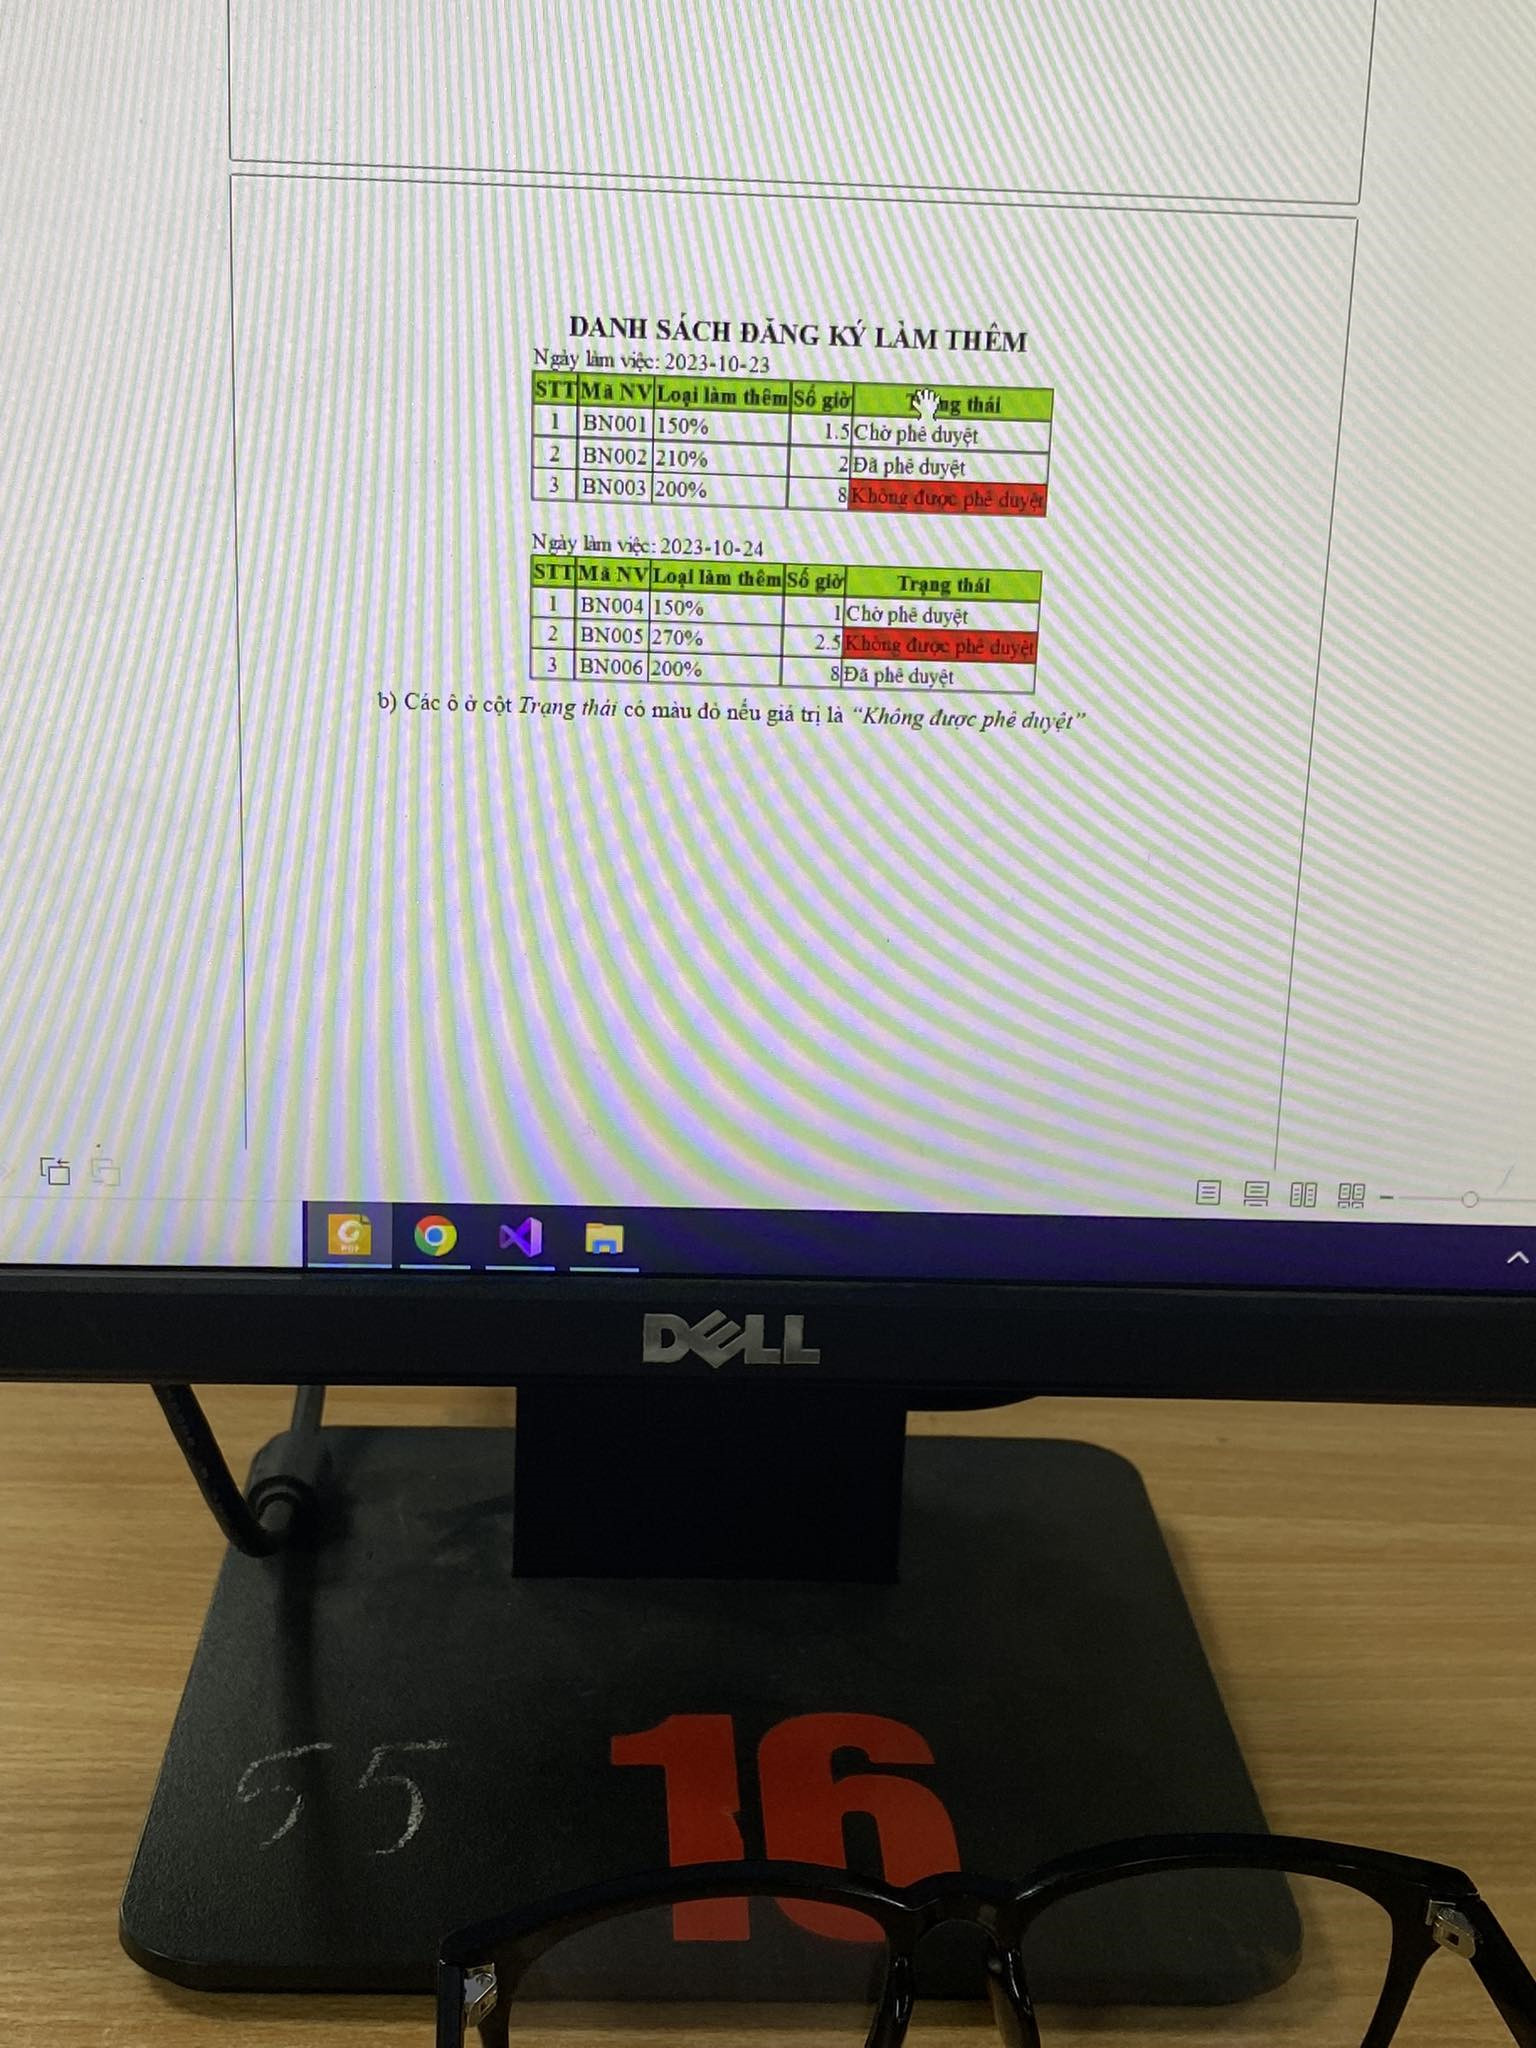 DANH SÁCH ĐĂNG KÝ LÀM THÊM
Ngày làm việc: 2023-10-23
STT Mã NV Loại làm thêm Số giờ thái
1 BN001 150% 1.5 Chờ phê duyệt
2 BN002 210% 2 Đã phê duyệt
3 BN003 200% 8 Không được phê duyệt
Ngày làm việc: 2023-10-24
STT Mã NV Loại làm thêm Số giờ Trạng thái
1 BN004 150% 1 Chờ phê duyệt
2 BN005 270% 2.5 Không được phê duyệt
3 BN006 200% 8 Đã phê duyệt
b) Các ô ở cột Trạng thái có màu đỏ nếu giá trị là “Không được phê duyệt”
PDF
DELL
55
16